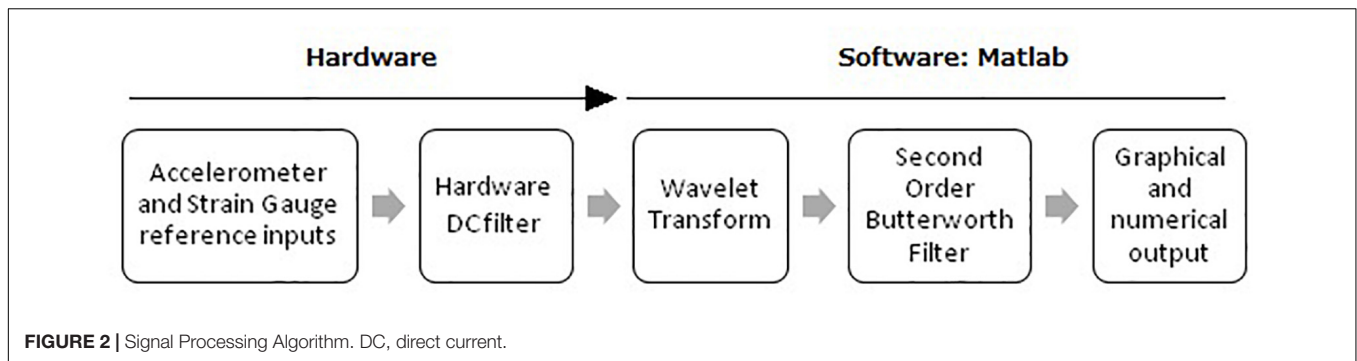 Hardware
Software: Matlab
Accelerometer
and Strain Gauge
reference inputs
Hardware
DCfilter
Wavelet
Transform
Second
Order
Butterworth
Filter
Graphical
and
numerical
output
FIGURE 2 | Signal Processing Algorithm. DC, direct current.